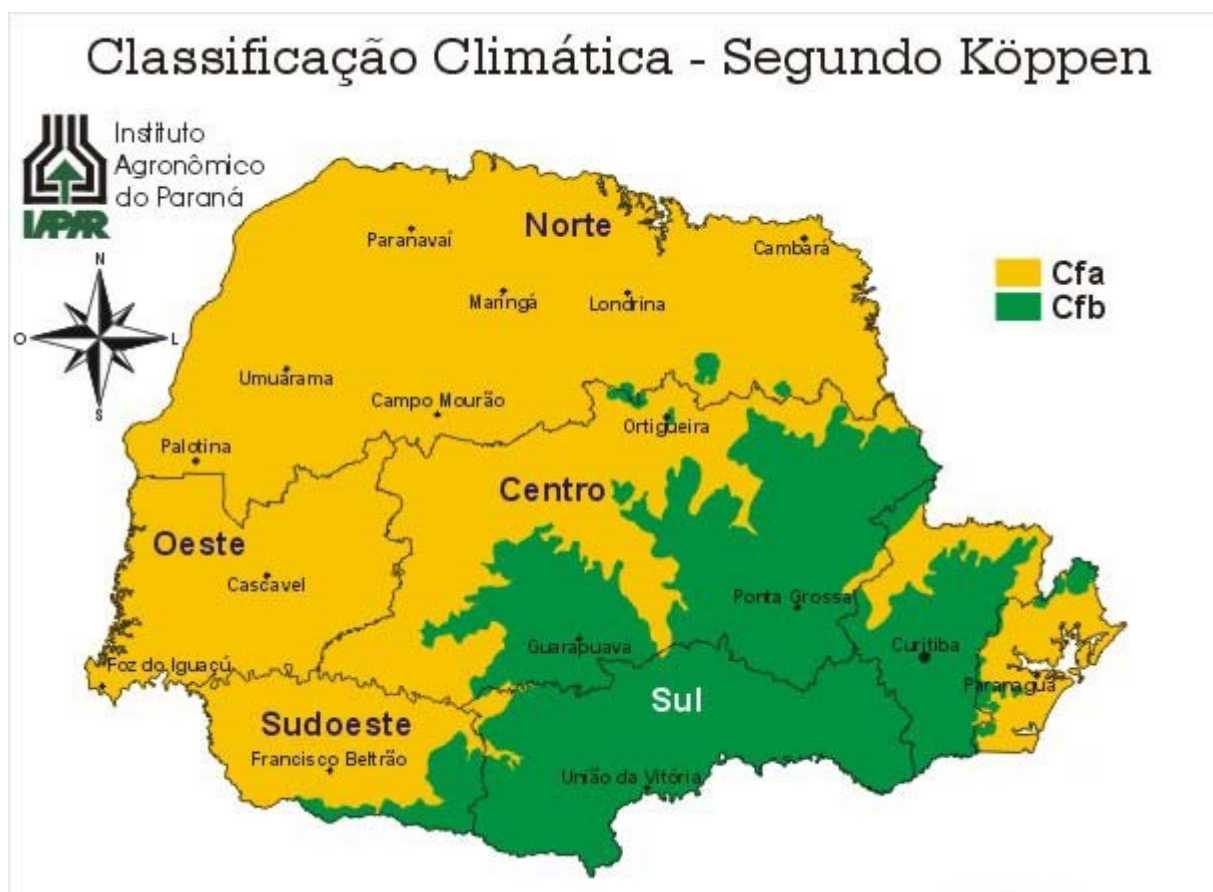 Classificação Climática - Segundo Köppen
Instituto
Agronômico
do Paraná
IAPAR
N
O
L
S
Norte
Paranavaí
Cambará
Maringá
Londrina
Cfa
Cfb
Umuarama
Campo Mourão
Ortigueira
Palotina
Centro
Oeste
Cascavel
Ponta Grossa
Guarapuava
Curitiba
Foz do Iguaçú
Paranaguá
Sul
Sudoeste
Francisco Beltrão
União da Vitória